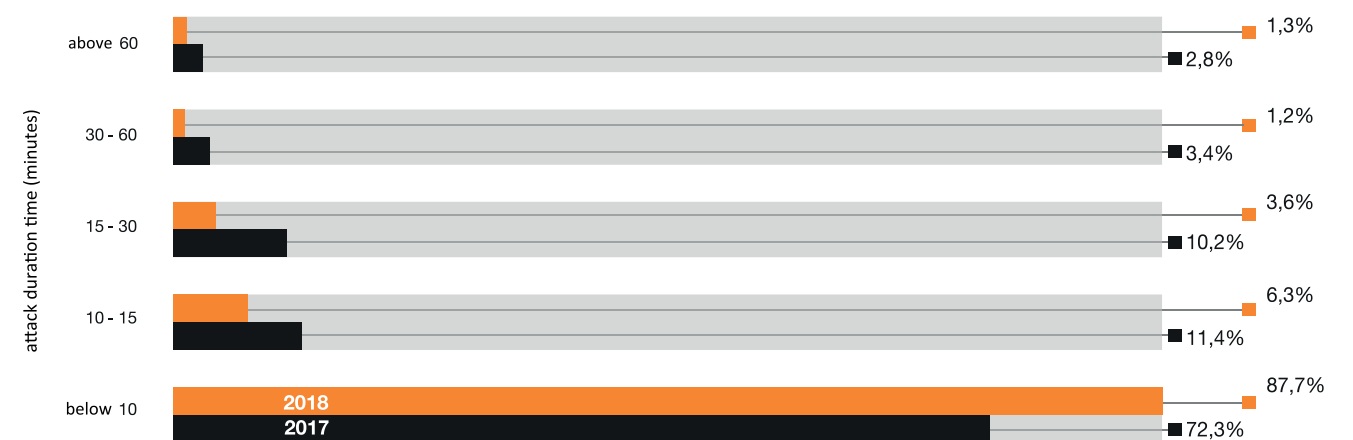 above 60
1,3%
2,8%
30 - 60
1,2%
3,4%
15 - 30
3,6%
10,2%
10 - 15
6,3%
11,4%
below 10
2018
87,7%
2017
72,3%
attack duration time (minutes)